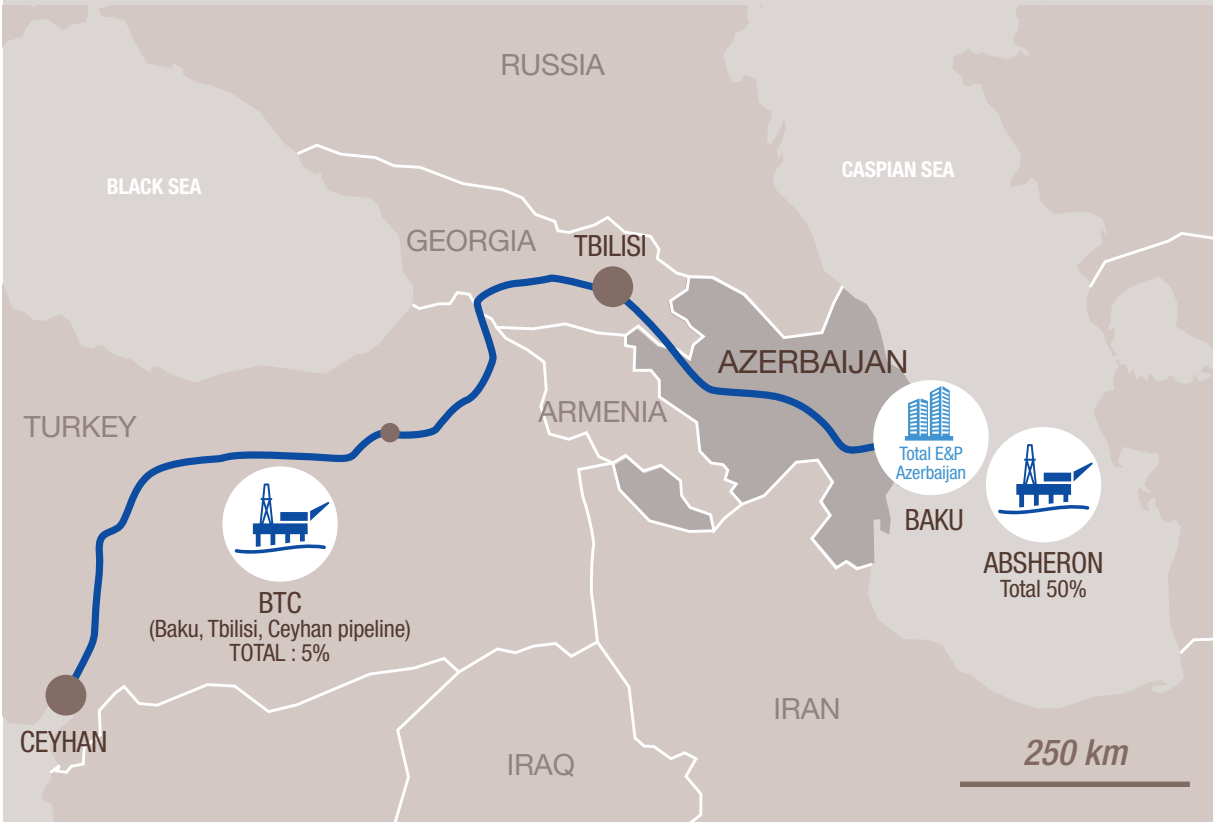 RUSSIA
BLACK SEA
CASPIAN SEA
GEORGIA
TBILISI
AZERBAIJAN
TURKEY
ARMENIA
Total E&P
Azerbaijan
BAKU
ABSHERON
Total 50%
BTC
(Baku, Tbilisi, Ceyhan pipeline)
TOTAL : 5%
CEYHAN
IRAN
IRAQ
250 km